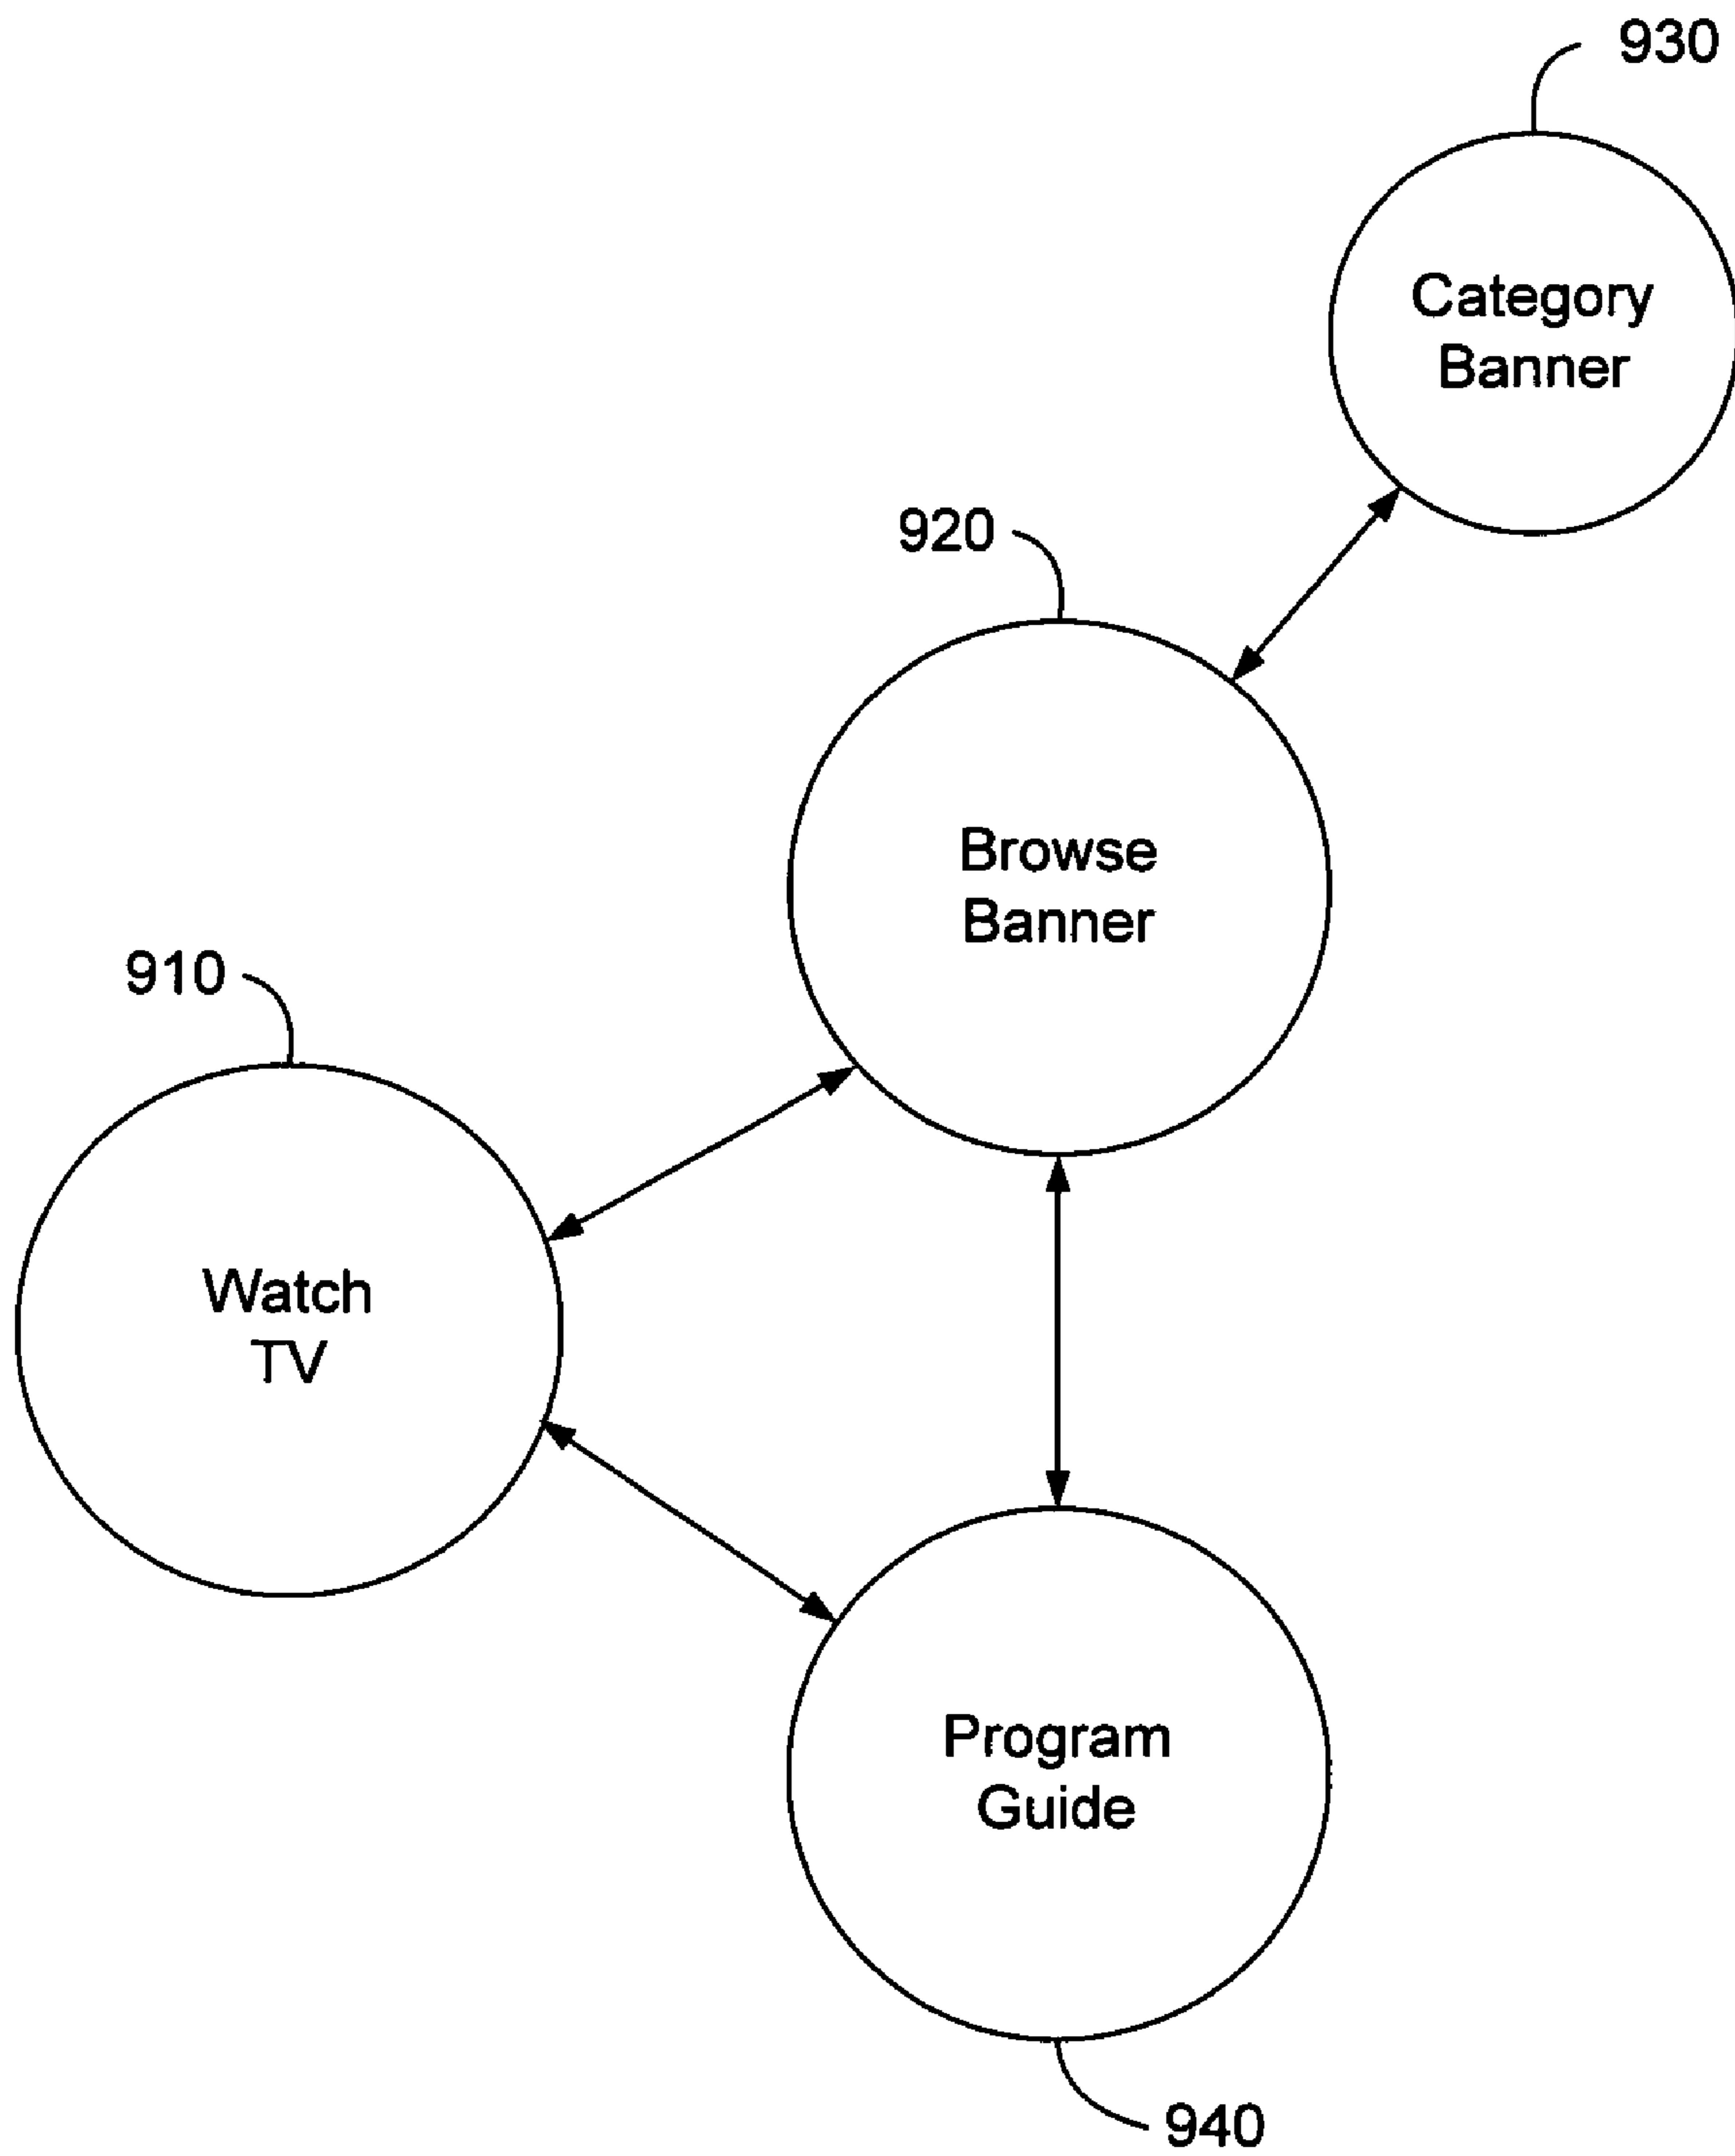 930
Category
Banner
920
Browse
Banner
910
Watch
TV
Program
Guide
940